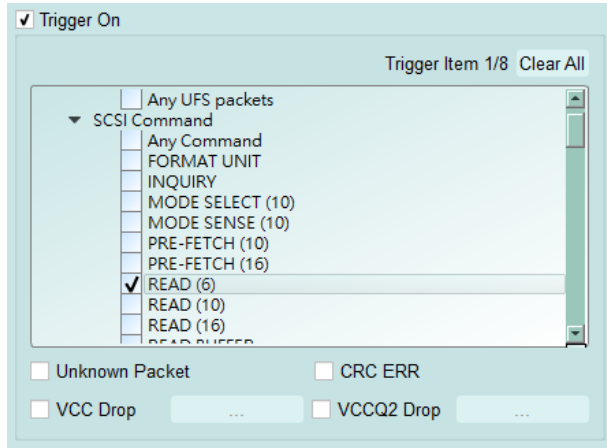 Trigger On
Trigger Item 1/8 Clear All
Any UFS packets
SCSI Command
Any Command
FORMAT UNIT
INQUIRY
MODE SELECT (10)
MODE SENSE (10)
PRE-FETCH (10)
PRE-FETCH (16)
READ (6)
READ (10)
READ (16)
READ BUFFER
Unknown Packet CRC ERR
VCC Drop ... VCCQ2 Drop ...